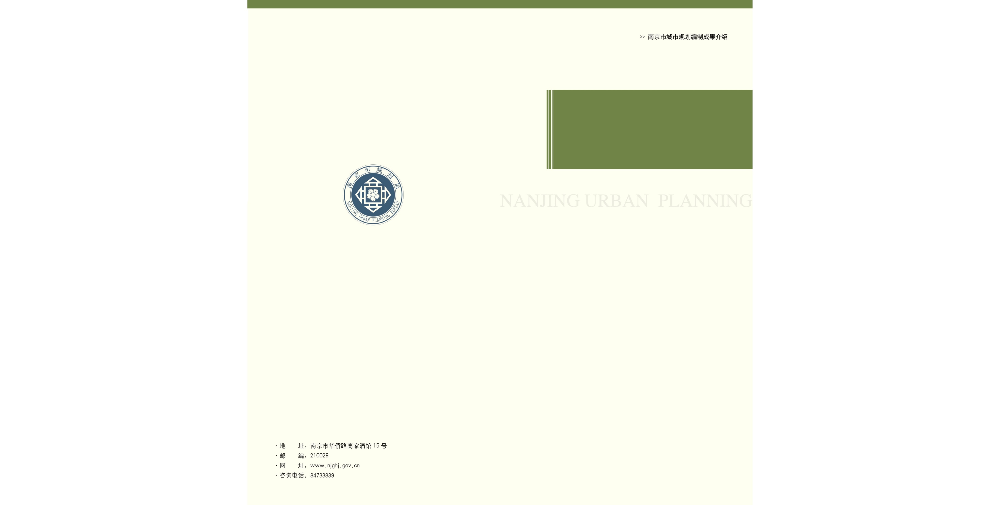 >> 南京市城市规划编制成果介绍
NANJING URBAN PLANNING
南京市规划局
NANJING URBAN PLANNING BUREAU
· 地　　址：南京市华侨路高家酒馆 15 号
· 邮　　编：210029
· 网　　址：www.njghj.gov.cn
· 咨询电话：84733839